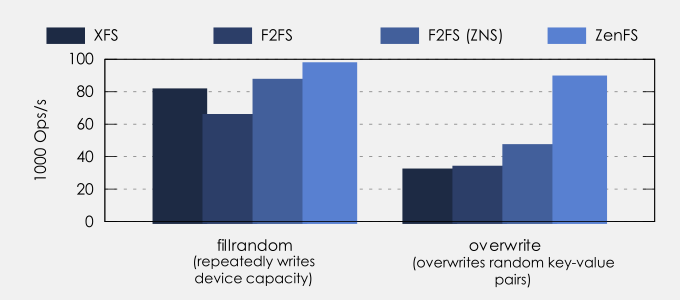 XFS F2FS F2FS (ZNS) ZenFS
1000 Ops/s
100
80
60
40
20
0
fillrandom
(repeatedly writes
device capacity)
overwrite
(overwrites random key-value
pairs)